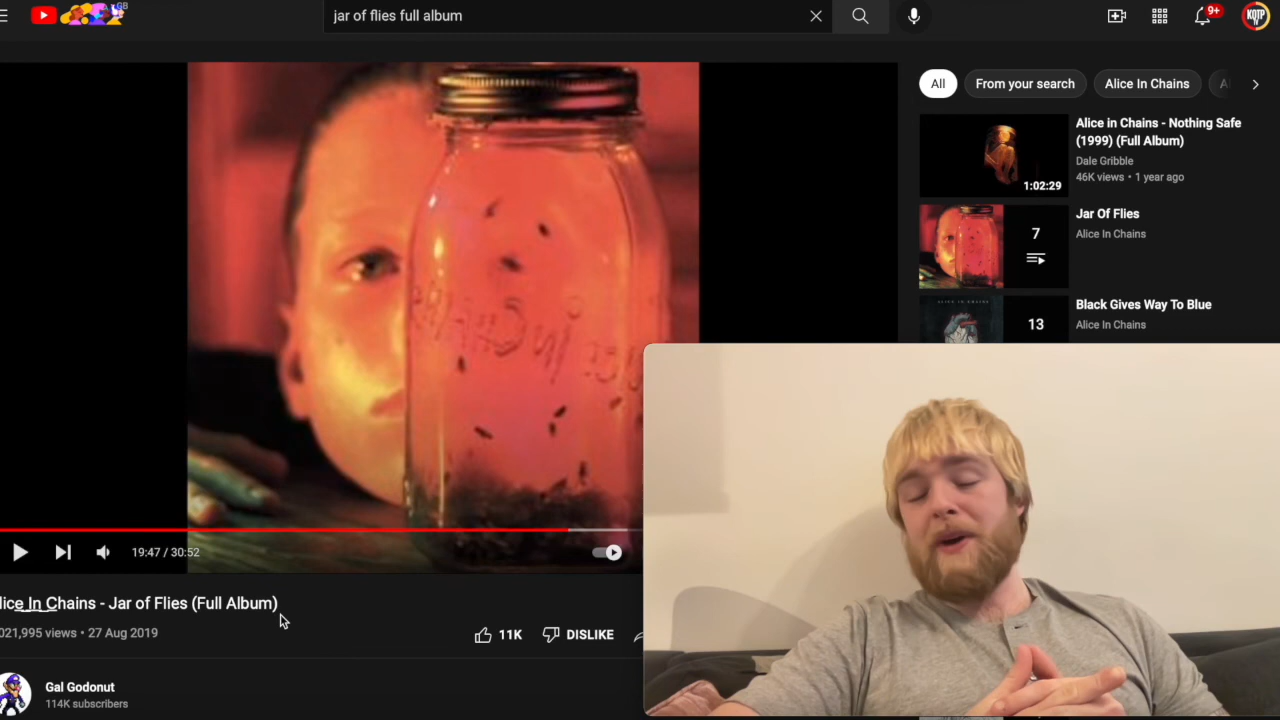 GB
jar of flies full album
9+
KQTP
TV
All
From your search
Alice In Chains
Alice in Chains - Nothing Safe
(1999) (Full Album)
Dale Gribble
46K views • 1 year ago
1:02:29
Jar Of Flies
Alice In Chains
7
Black Gives Way To Blue
Alice In Chains
13
19:47 / 30:52
lice In Chains - Jar of Flies (Full Album)
021,995 views • 27 Aug 2019
11K
DISLIKE
Gal Godonut
114K subscribers